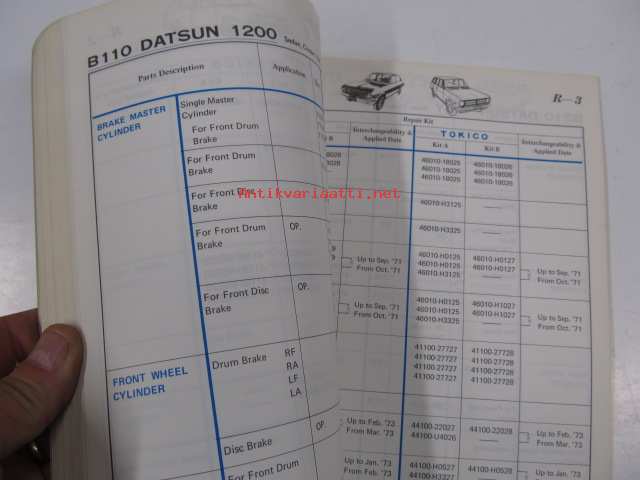 B110 DATSUN 1200 Sedan,
Parts Description
Application
BRAKE MASTER
CYLINDER
Single Master
Cylinder
For Front Drum
Brake
For Front Drum
Brake
For Front Disc
Brake
For Front Drum
Brake
OP.
For Front Disc
Brake
OP.
FRONT WHEEL
CYLINDER
Drum Brake
RF
RA
LF
LA
Disc Brake
OP.
For Front Drum
Antikvariaatti.net
R—3
Repair Kit
Interchangeability &
Applied Date
TOKICO
Kit A
Kit B
Interchangeability &
Applied Date
46010-18025 46010-18026
46010-18025 46010-18026
46010-18025 46010-18026
46010-H3125
46010-H3325
Up to Sep. '71
From Oct. '71
46010-H0125 46010-H0127
46010-H0125 46010-H0127
46010-H3125
Up to Sep. '71
From Oct. '71
Up to Sep. '71
From Oct. '71
46010-H0125 46010-H1027
46010-H0125 46010-H1027
46010-H3325
Up to Sep. '71
From Oct. '71
41100-27727 41100-27728
41100-27727 41100-27728
41100-27727 41100-27728
41100-27727 41100-27728
Up to Feb. '73
From Mar. '73
44100-22027 44100-22028
44100-U4026
Up to Feb. '73
From Mar. '73
Up to Jan. '73
From Feb. '73
44100-H0527 44100-H0528
Up to Jan. '73